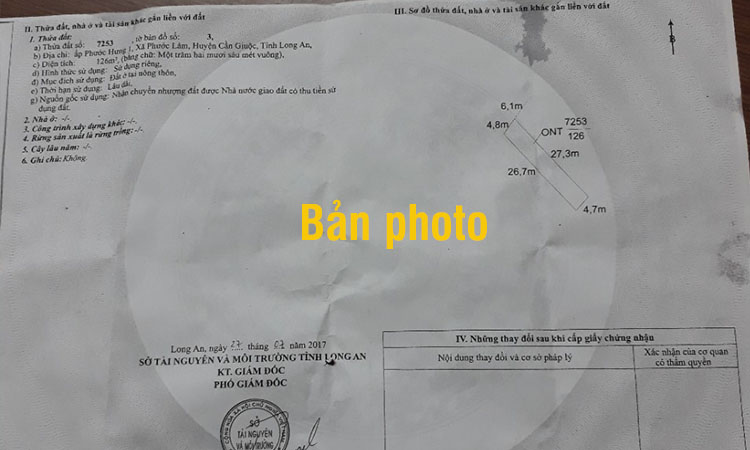 II. Thửa đất, nhà ở và tài sản khác gắn liền với đất
1. Thửa đất:
a) Thửa đất số: 7253, tờ bản đồ số: 3,
b) Địa chỉ: ấp Phước Hưng 1, Xã Phước Lâm, Huyện Cần Giuộc, Tỉnh Long An,
c) Diện tích: 126m², (bằng chữ: Một trăm hai mươi sáu mét vuông),
d) Hình thức sử dụng: Sử dụng riêng,
đ) Mục đích sử dụng: Đất ở tại nông thôn,
e) Thời hạn sử dụng: Lâu dài,
g) Nguồn gốc sử dụng: Nhận chuyển nhượng đất được Nhà nước giao đất có thu tiền sử
dụng đất.
2. Nhà ở: -/-
3. Công trình xây dựng khác: -/-
4. Rừng sản xuất là rừng trồng: -/-
5. Cây lâu năm: -/-
6. Ghi chú: Không.
III. Sơ đồ thửa đất, nhà ở và tài sản khác gắn liền với đất
B
6,1m
4,8m
ONT 7253
126
27,3m
26,7m
4,7m
Bản photo
Long An, ngày 27 tháng 07 năm 2017
SỞ TÀI NGUYÊN VÀ MÔI TRƯỜNG TỈNH LONG AN
KT. GIÁM ĐỐC
PHÓ GIÁM ĐỐC
SỞ
TÀI NGUYÊN
VÀ MÔI TRƯỜNG
IV. Những thay đổi sau khi cấp giấy chứng nhận
Nội dung thay đổi và cơ sở pháp lý
Xác nhận của cơ quan
có thẩm quyền